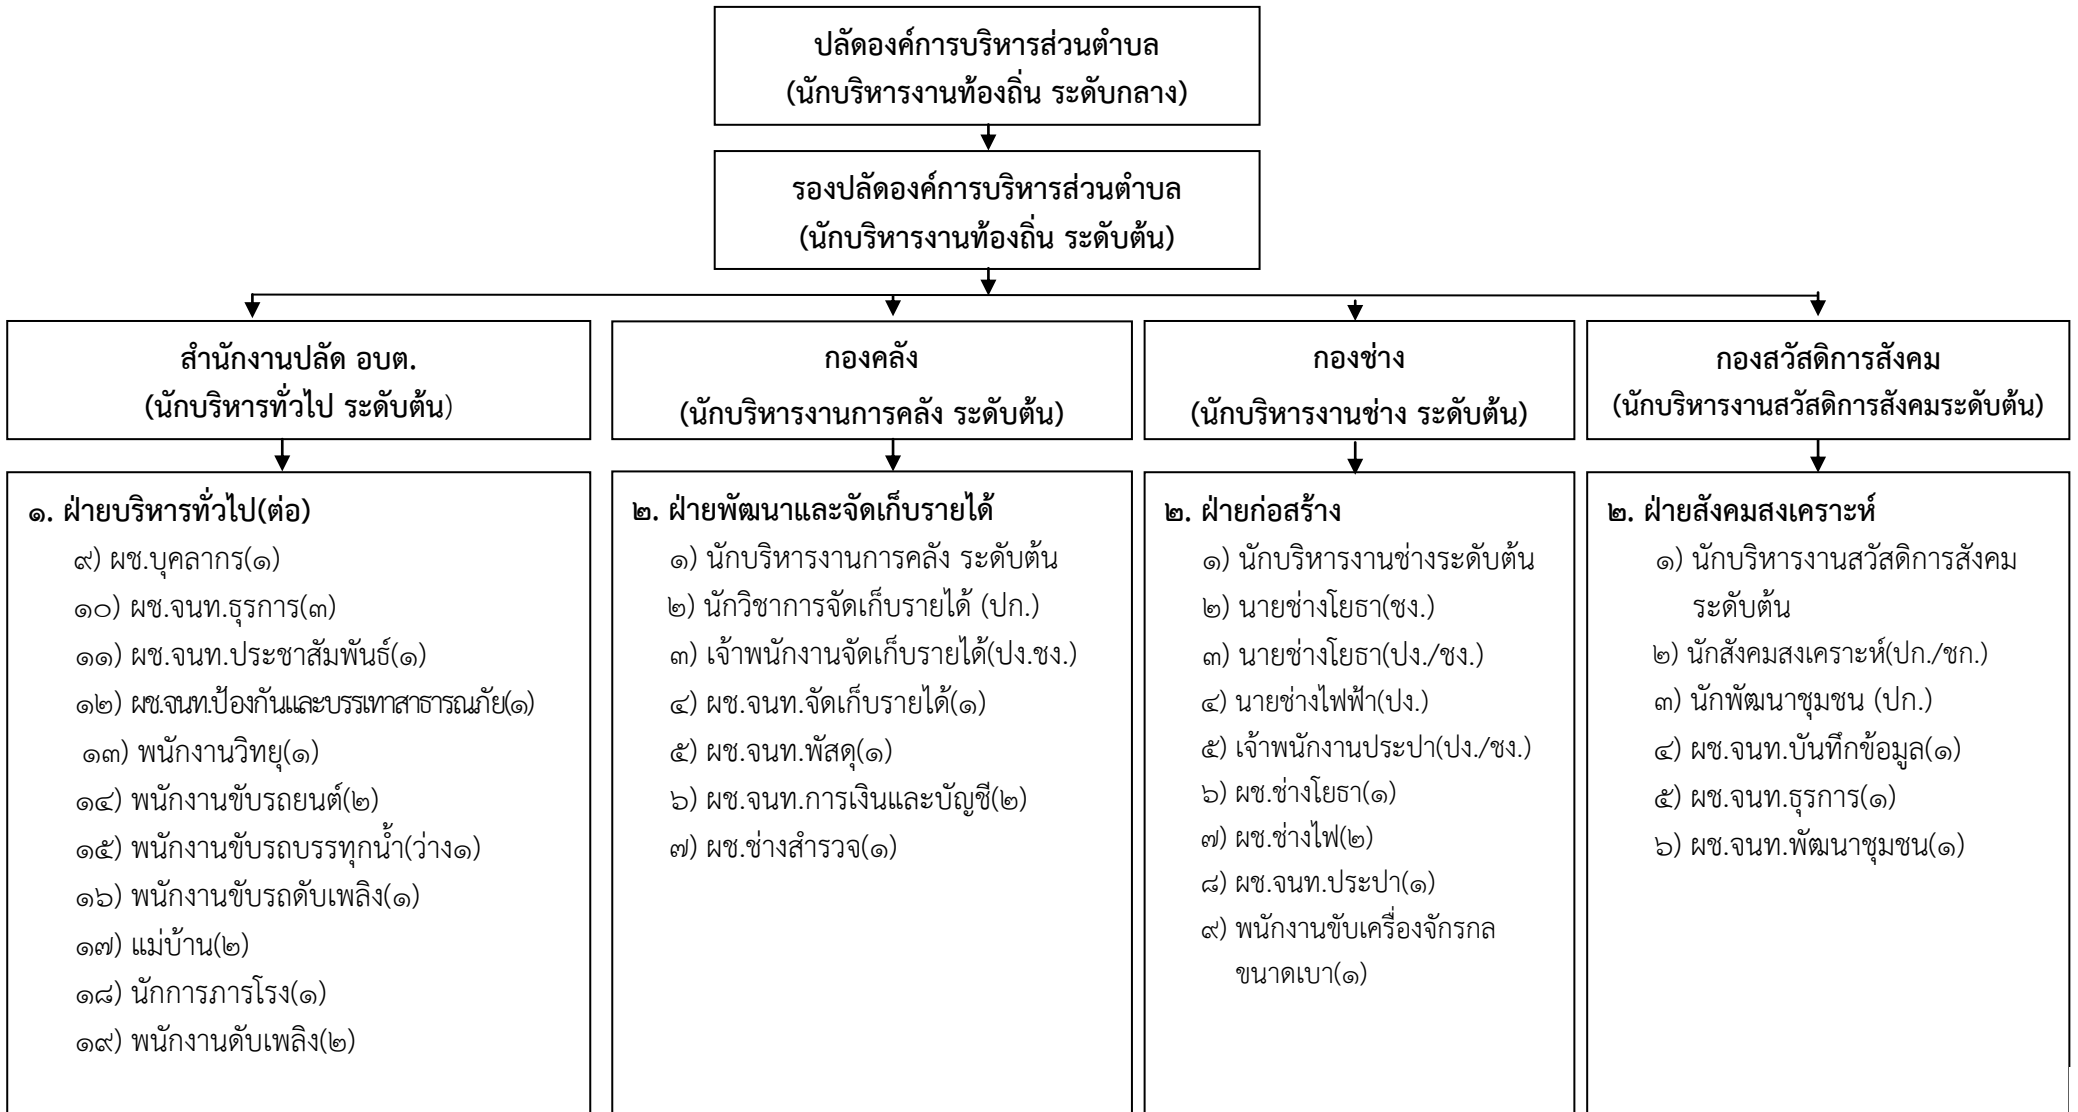 ปลัดองค์การบริหารส่วนตำบล
(นักบริหารงานท้องถิ่น ระดับกลาง)
รองปลัดองค์การบริหารส่วนตำบล
(นักบริหารงานท้องถิ่น ระดับต้น)
สำนักงานปลัด อบต.
(นักบริหารทั่วไป ระดับต้น)
กองคลัง
(นักบริหารงานการคลัง ระดับต้น)
กองช่าง
(นักบริหารงานช่าง ระดับต้น)
กองสวัสดิการสังคม
(นักบริหารงานสวัสดิการสังคมระดับต้น)
๑. ฝ่ายบริหารทั่วไป(ต่อ)
๙) ผช.บุคลากร(๑)
๑๐) ผช.จนท.ธุรการ(๓)
๑๑) ผช.จนท.ประชาสัมพันธ์(๑)
๑๒) ผช.จนท.ป้องกันและบรรเทาสาธารณภัย(๑)
๑๓) พนักงานวิทยุ(๑)
๑๔) พนักงานขับรถยนต์(๒)
๑๕) พนักงานขับรถบรรทุกน้ำ(ว่าง๑)
๑๖) พนักงานขับรถดับเพลิง(๑)
๑๗) แม่บ้าน(๒)
๑๘) นักการภารโรง(๑)
๑๙) พนักงานดับเพลิง(๒)
๒. ฝ่ายพัฒนาและจัดเก็บรายได้
๑) นักบริหารงานการคลัง ระดับต้น
๒) นักวิชาการจัดเก็บรายได้ (ปก.)
๓) เจ้าพนักงานจัดเก็บรายได้(ปง.ชง.)
๔) ผช.จนท.จัดเก็บรายได้(๑)
๕) ผช.จนท.พัสดุ(๑)
๖) ผช.จนท.การเงินและบัญชี(๒)
๗) ผช.ช่างสำรวจ(๑)
๒. ฝ่ายก่อสร้าง
๑) นักบริหารงานช่างระดับต้น
๒) นายช่างโยธา(ชง.)
๓) นายช่างโยธา(ปง./ชง.)
๔) นายช่างไฟฟ้า(ปง.)
๕) เจ้าพนักงานประปา(ปง./ชง.)
๖) ผช.ช่างโยธา(๑)
๗) ผช.ช่างไฟ(๒)
๘) ผช.จนท.ประปา(๑)
๙) พนักงานขับเครื่องจักรกล
ขนาดเบา(๑)
๒. ฝ่ายสังคมสงเคราะห์
๑) นักบริหารงานสวัสดิการสังคม
ระดับต้น
๒) นักสังคมสงเคราะห์(ปก./ชก.)
๓) นักพัฒนาชุมชน (ปก.)
๔) ผช.จนท.บันทึกข้อมูล(๑)
๕) ผช.จนท.ธุรการ(๑)
๖) ผช.จนท.พัฒนาชุมชน(๑)